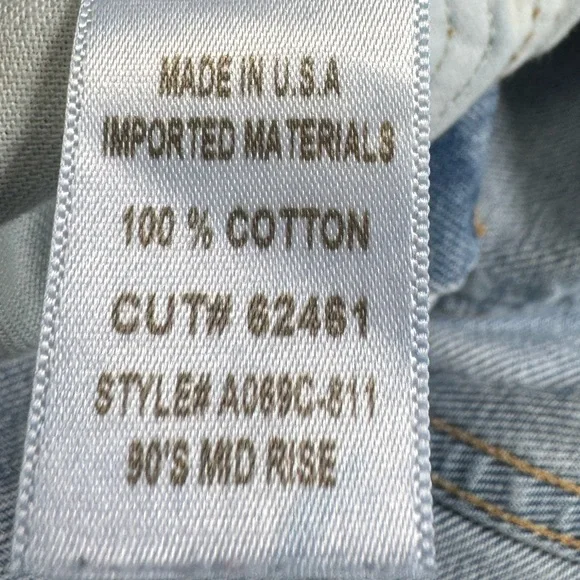 MADE IN U.S.A
IMPORTED MATERIALS
100 % COTTON
CUT# 62461
STYLE# A069C-811
90'S MID RISE